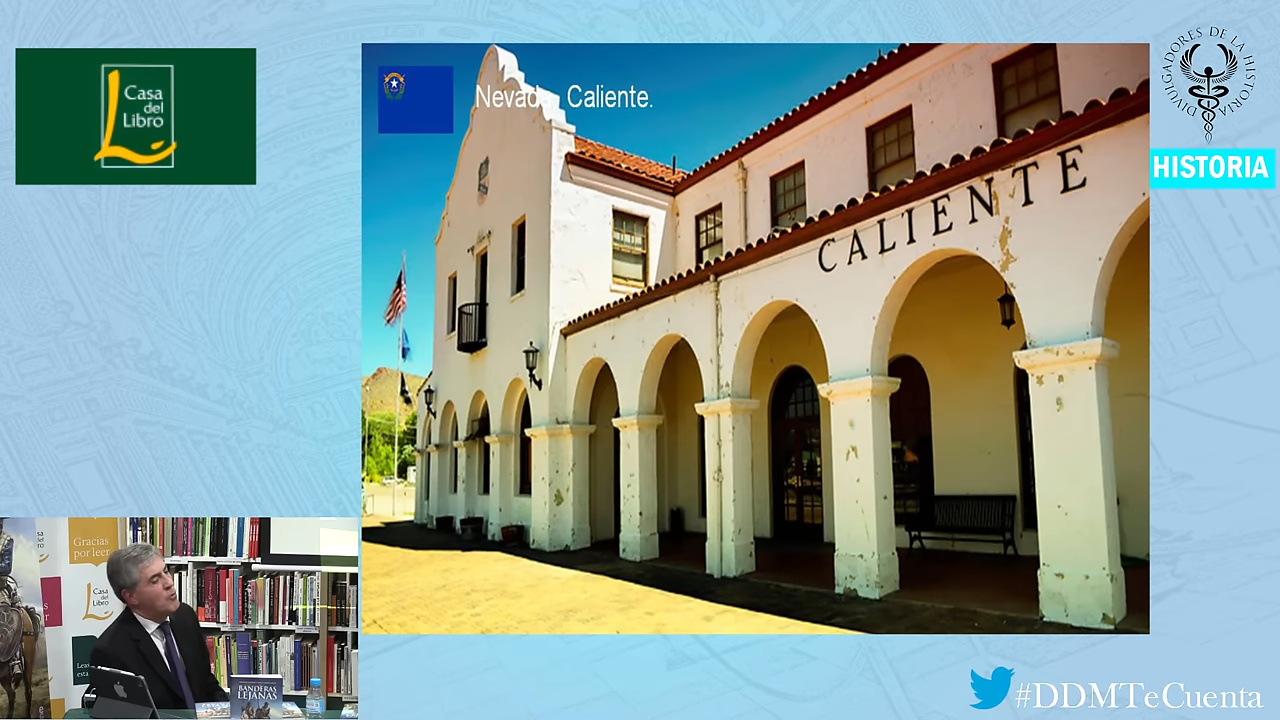 Casa
del
Libro
Nevada, Caliente.
CALIENTE
DIVULGADORES DE LA HISTORIA
HISTORIA
Gracias
por leer
Casa
del
Libro
BANDERAS
LEJANAS
#DDMTeCuenta